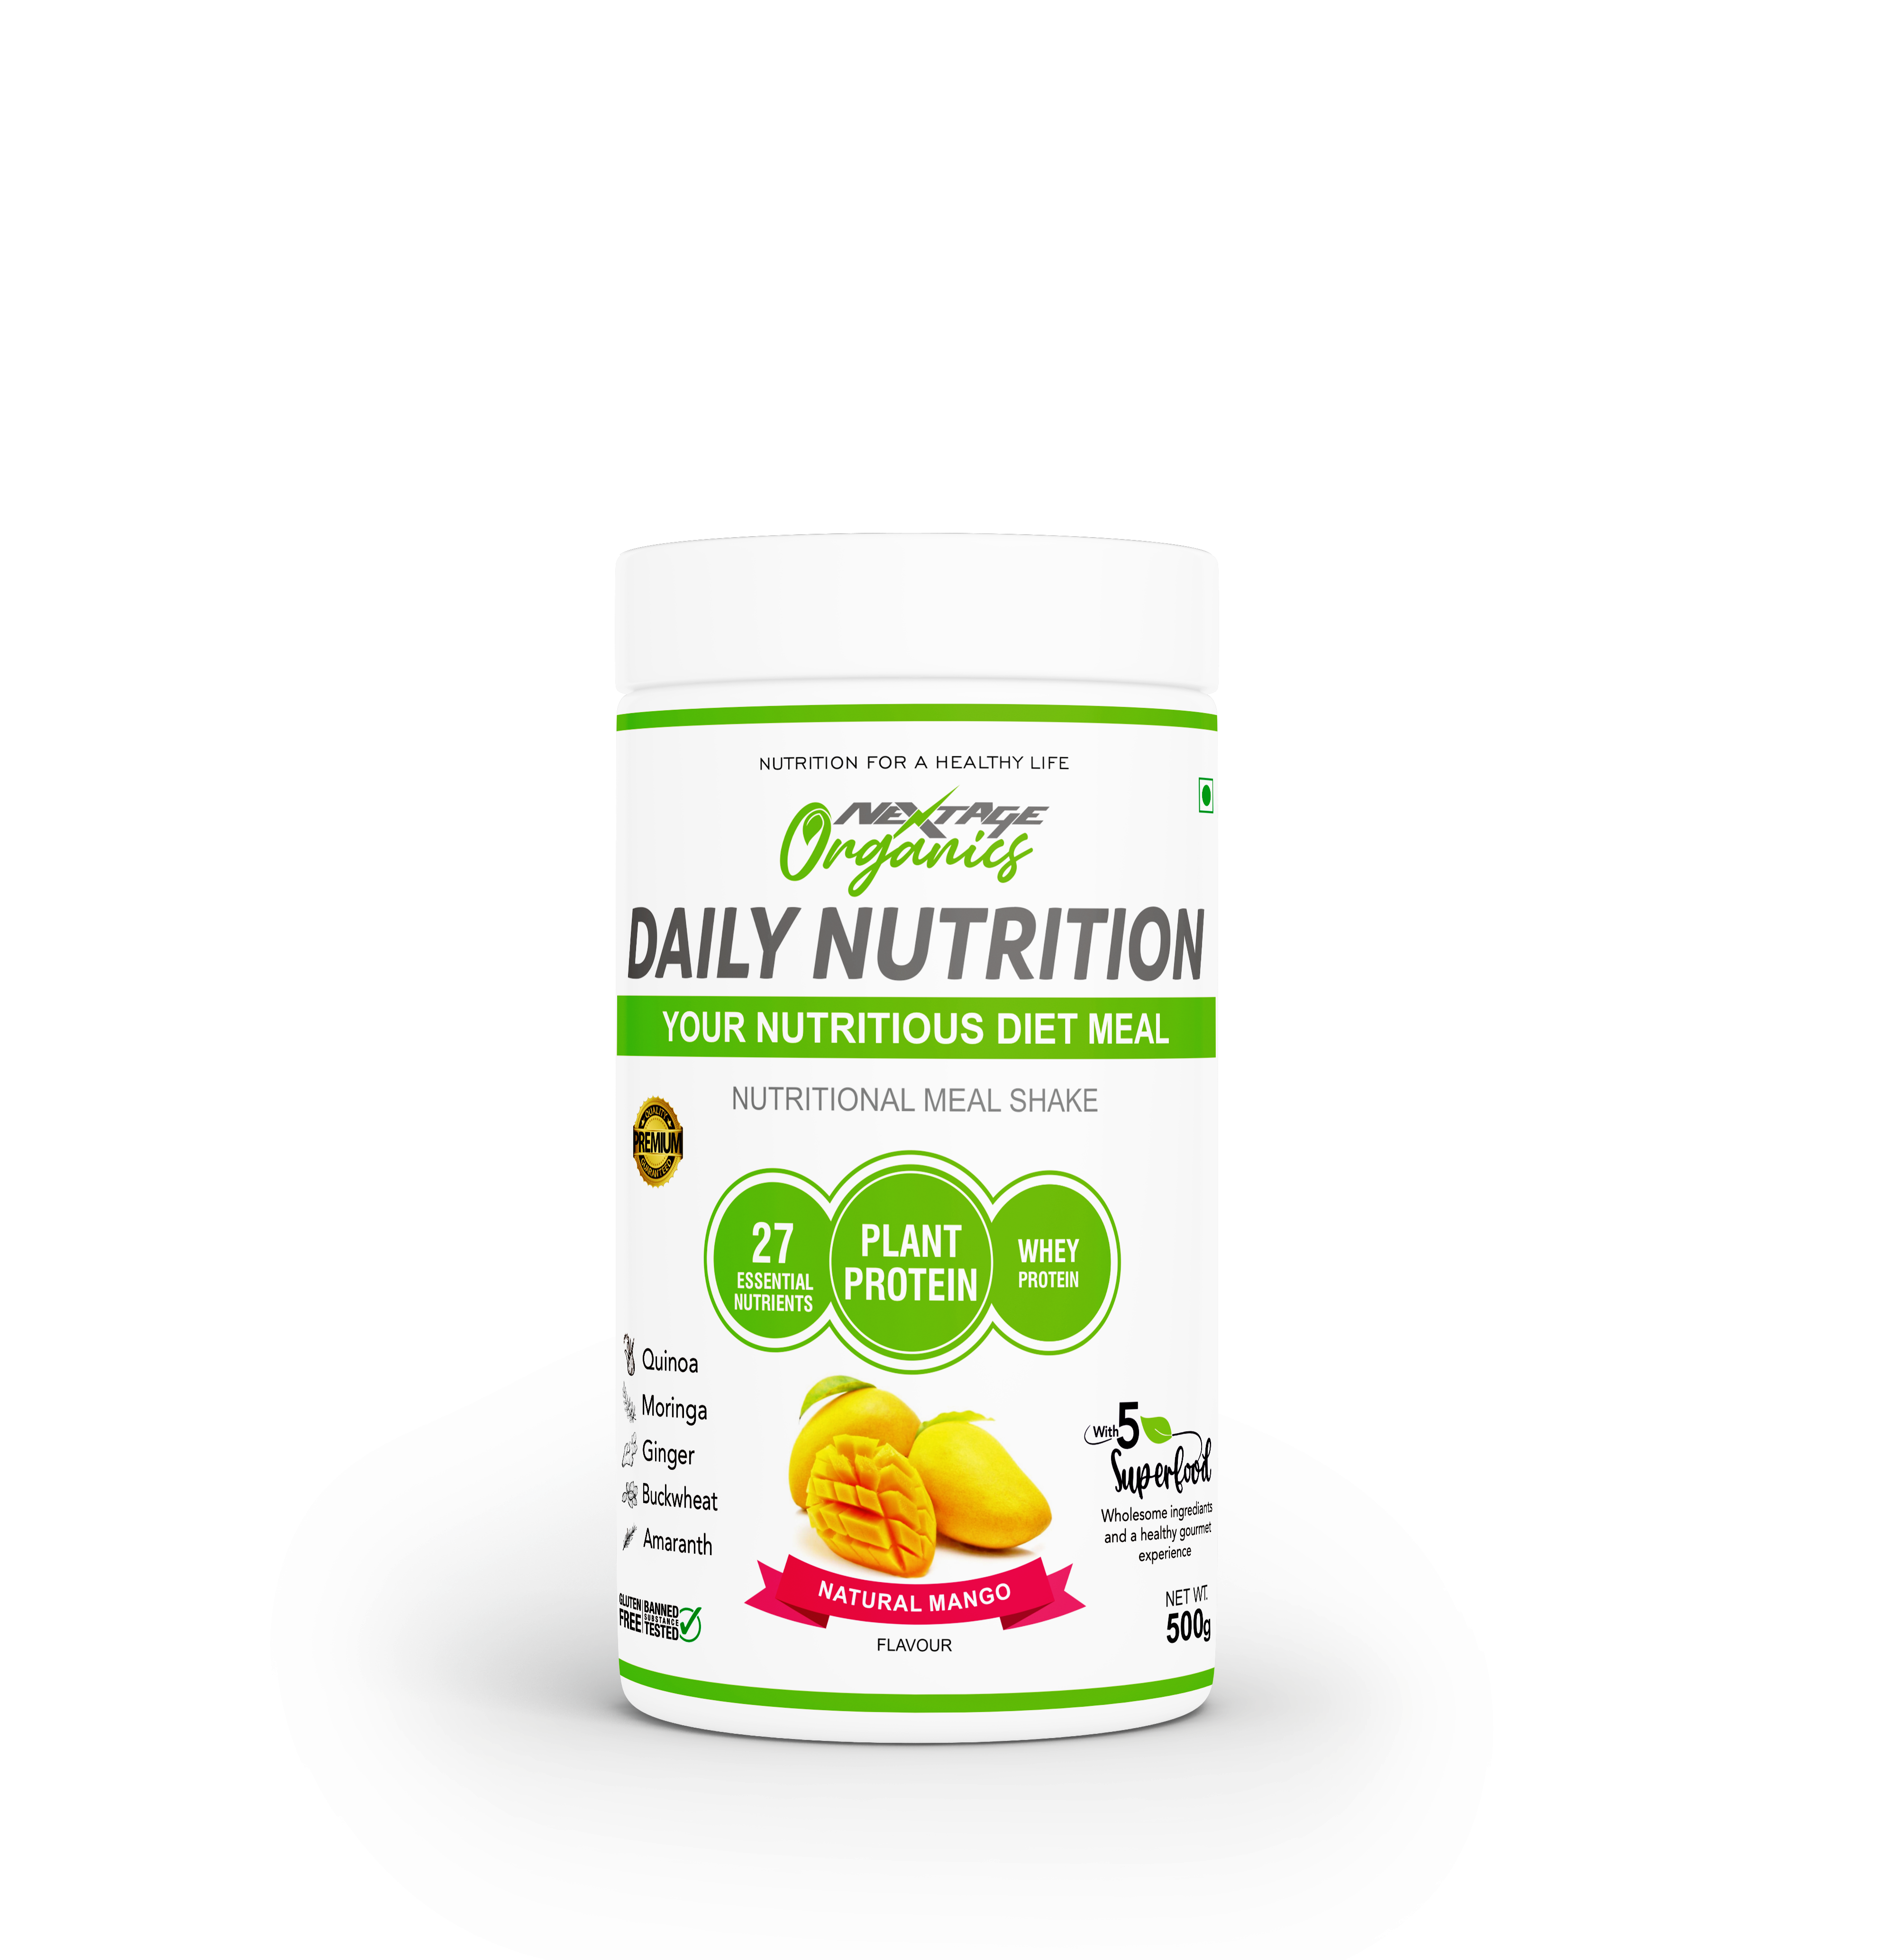 NUTRITION FOR A HEALTHY LIFE
NEXTAGE
Organics
DAILY NUTRITION
YOUR NUTRITIOUS DIET MEAL
NUTRITIONAL MEAL SHAKE
QUALITY
PREMIUM
GUARANTEED
27
ESSENTIAL
NUTRIENTS
PLANT
PROTEIN
WHEY
PROTEIN
Quinoa
Moringa
Ginger
Buckwheat
Amaranth
With 5
Superfood
Wholesome ingrediants
and a healthy gourmet
experience
GLUTEN
FREE
BANNED
SUBSTANCE
TESTED
NATURAL MANGO
FLAVOUR
NET WT.
500g